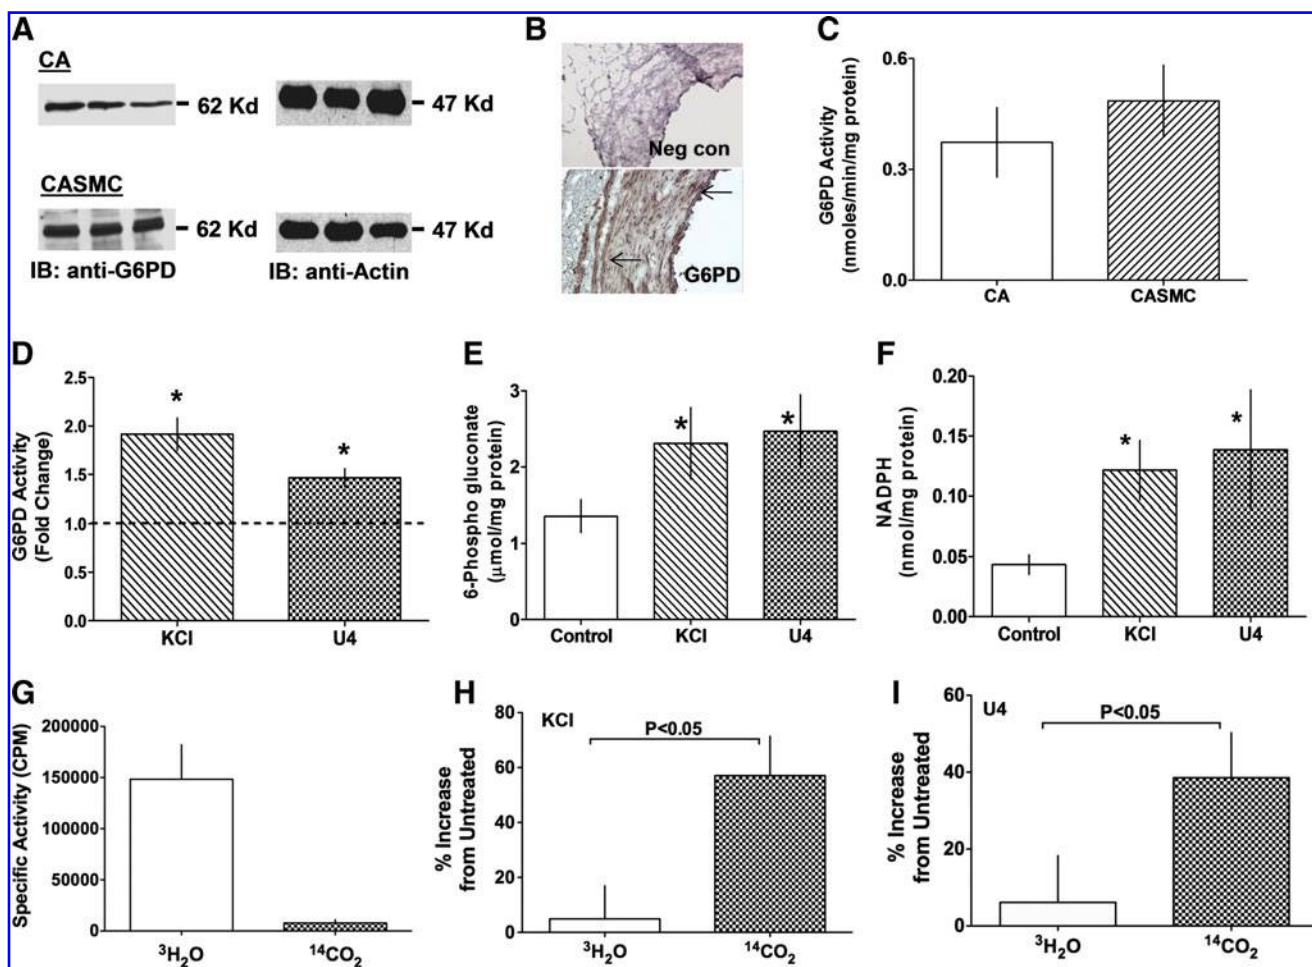 A
CA
62 Kd
47 Kd
CASMC
62 Kd
47 Kd
IB: anti-G6PD
IB: anti-Actin
B
Neg con
G6PD
C
G6PD Activity
(nmoles/min/mg protein)
0.6
0.3
0.0
CA
CASMC
D
G6PD Activity
(Fold Change)
2.5
2.0
1.5
1.0
0.5
0.0
*
*
KCl
U4
E
6-Phospho gluconate
(μmol/mg protein)
3
2
1
0
*
*
Control
KCl
U4
F
NADPH
(nmol/mg protein)
0.20
0.15
0.10
0.05
0.00
*
*
Control
KCl
U4
G
Specific Activity (CPM)
200000
150000
100000
50000
0
³H₂O
¹⁴CO₂
H
KCl
P<0.05
% Increase
from Untreated
80
60
40
20
0
³H₂O
¹⁴CO₂
I
U4
P<0.05
% Increase
from Untreated
60
40
20
0
³H₂O
¹⁴CO₂